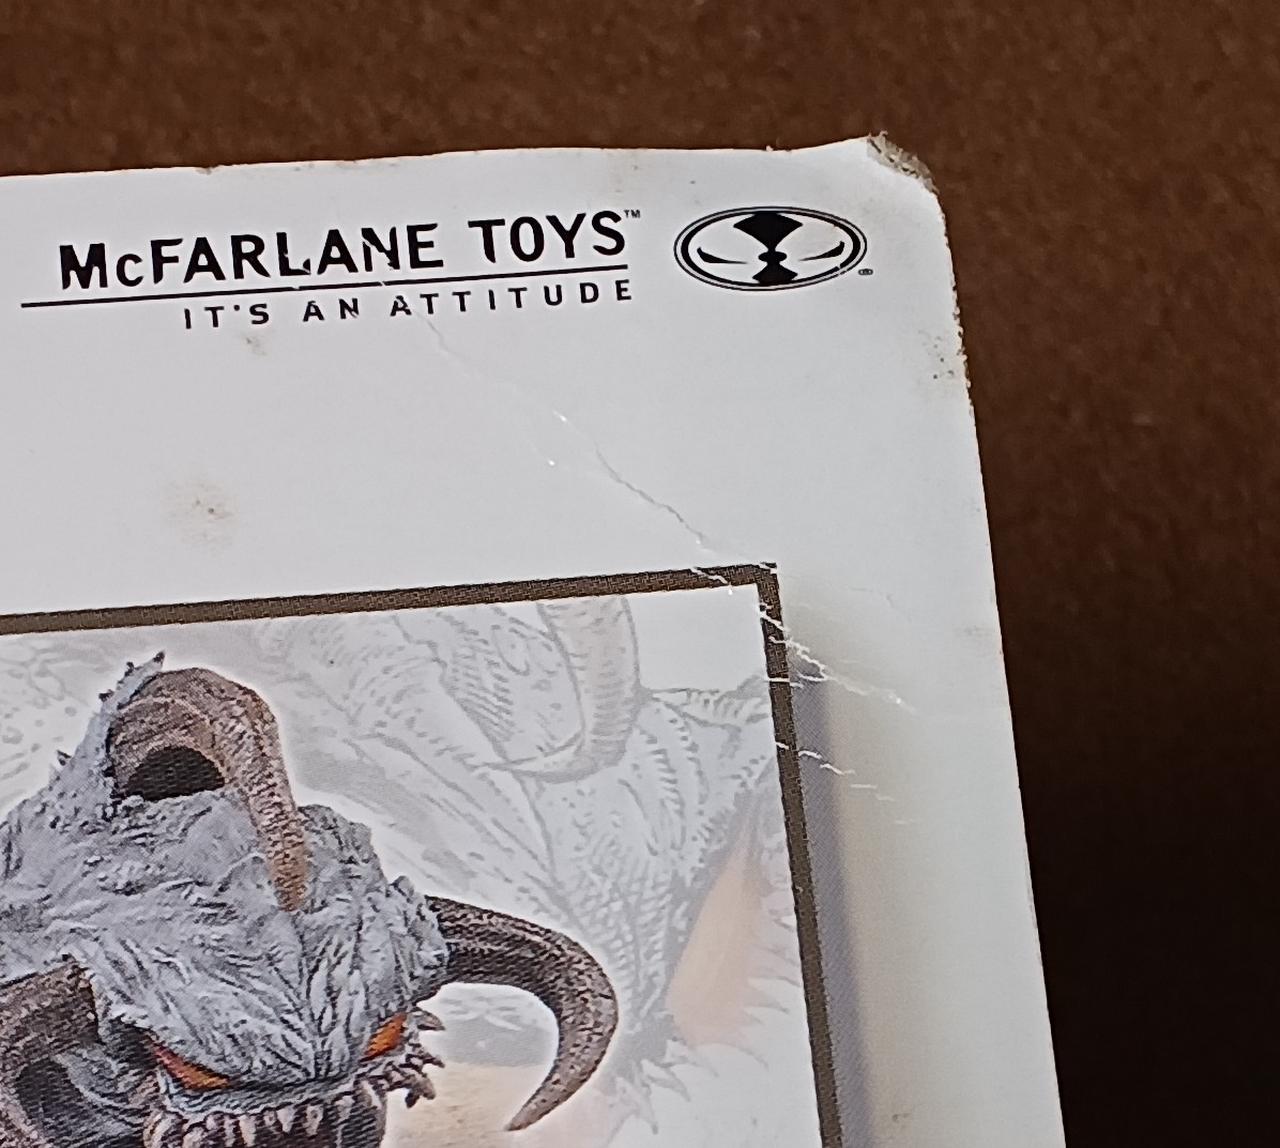 McFARLANE TOYS™
IT'S AN ATTITUDE
®